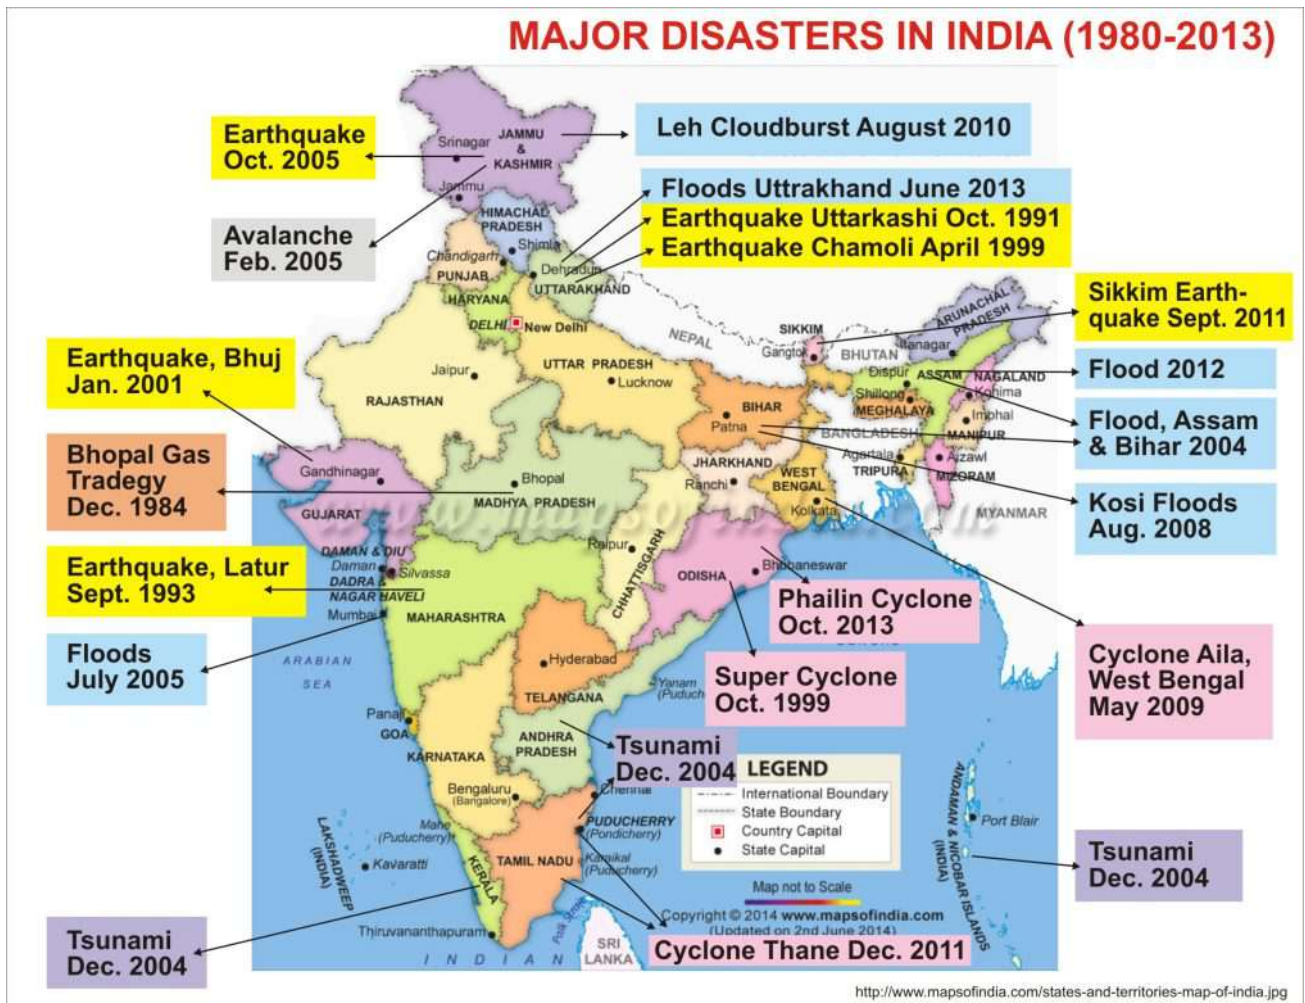 MAJOR DISASTERS IN INDIA (1980-2013)
Earthquake
Oct. 2005
Leh Cloudburst August 2010
Avalanche
Feb. 2005
Floods Uttrakhand June 2013
Earthquake Uttarkashi Oct. 1991
Earthquake Chamoli April 1999
Sikkim Earth-
quake Sept. 2011
Earthquake, Bhuj
Jan. 2001
Flood 2012
Flood, Assam
& Bihar 2004
Bhopal Gas
Tradegy
Dec. 1984
Kosi Floods
Aug. 2008
Earthquake, Latur
Sept. 1993
Phailin Cyclone
Oct. 2013
Floods
July 2005
Super Cyclone
Oct. 1999
Cyclone Aila,
West Bengal
May 2009
Tsunami
Dec. 2004
Tsunami
Dec. 2004
Tsunami
Dec. 2004
Cyclone Thane Dec. 2011
JAMMU
&
KASHMIR
Srinagar
Jammu
HIMACHAL
PRADESH
Shimla
Chandigarh
PUNJAB
Dehradun
UTTARAKHAND
HARYANA
DELHI
New Delhi
NEPAL
SIKKIM
Gangtok
BHUTAN
ARUNACHAL
PRADESH
Itanagar
Jaipur
RAJASTHAN
UTTAR PRADESH
Lucknow
BIHAR
Patna
Dispur
ASSAM
NAGALAND
Kohima
Shillong
MEGHALAYA
Imphal
MANIPUR
BANGLADESH
Agartala
TRIPURA
Aizawl
MIZORAM
MYANMAR
Gandhinagar
GUJARAT
Bhopal
MADHYA PRADESH
JHARKHAND
Ranchi
WEST
BENGAL
Kolkata
www.mapsofindia.com
DAMAN & DIU
Daman
Silvassa
DADRA &
NAGAR HAVELI
Mumbai
MAHARASHTRA
Raipur
CHHATTISGARH
ODISHA
Bhubaneswar
ARABIAN
SEA
Hyderabad
TELANGANA
Yanam
(Puduch
Panaji
GOA
KARNATAKA
ANDHRA
PRADESH
Bengaluru
(Bangalore)
Chennai
Mahe
(Puducherry)
PUDUCHERRY
(Pondicherry)
TAMIL NADU
Karaikal
(Puducherry)
KERALA
LAKSHADWEEP
(INDIA)
Kavaratti
Thiruvananthapuram
Palk Strait
SRI
LANKA
INDIAN
ANDAMAN & NICOBAR ISLANDS
(INDIA)
Port Blair
LEGEND
International Boundary
State Boundary
Country Capital
State Capital
Map not to Scale
Copyright © 2014 www.mapsofindia.com
(Updated on 2nd June 2014)
http://www.mapsofindia.com/states-and-territories-map-of-india.jpg